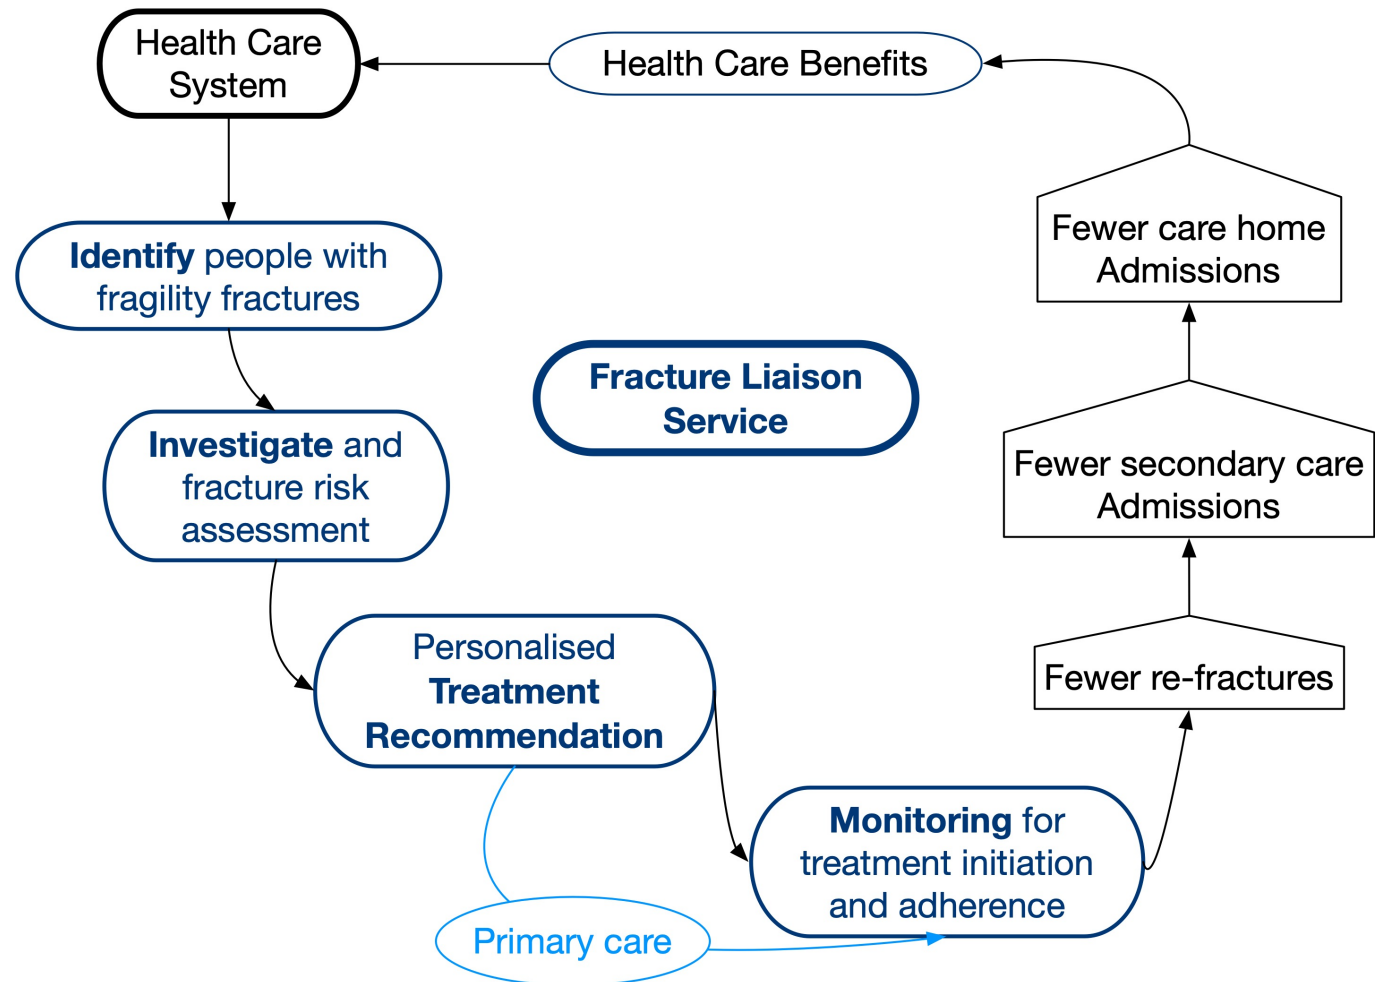 Health Care
System
Health Care Benefits
Fewer care home
Admissions
Identify people with
fragility fractures
Fracture Liaison
Service
Investigate and
fracture risk
assessment
Fewer secondary care
Admissions
Personalised
Treatment
Recommendation
Fewer re-fractures
Monitoring for
treatment initiation
and adherence
Primary care